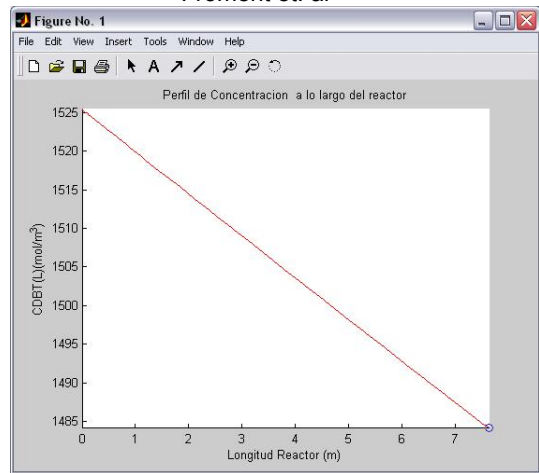 Froment et. al
Figure No. 1
File Edit View Insert Tools Window Help
Perfil de Concentracion a lo largo del reactor
1525
1520
1515
1510
1505
1500
1495
1490
1485
CDBT(L)(mol/m³)
0 1 2 3 4 5 6 7
Longitud Reactor (m)